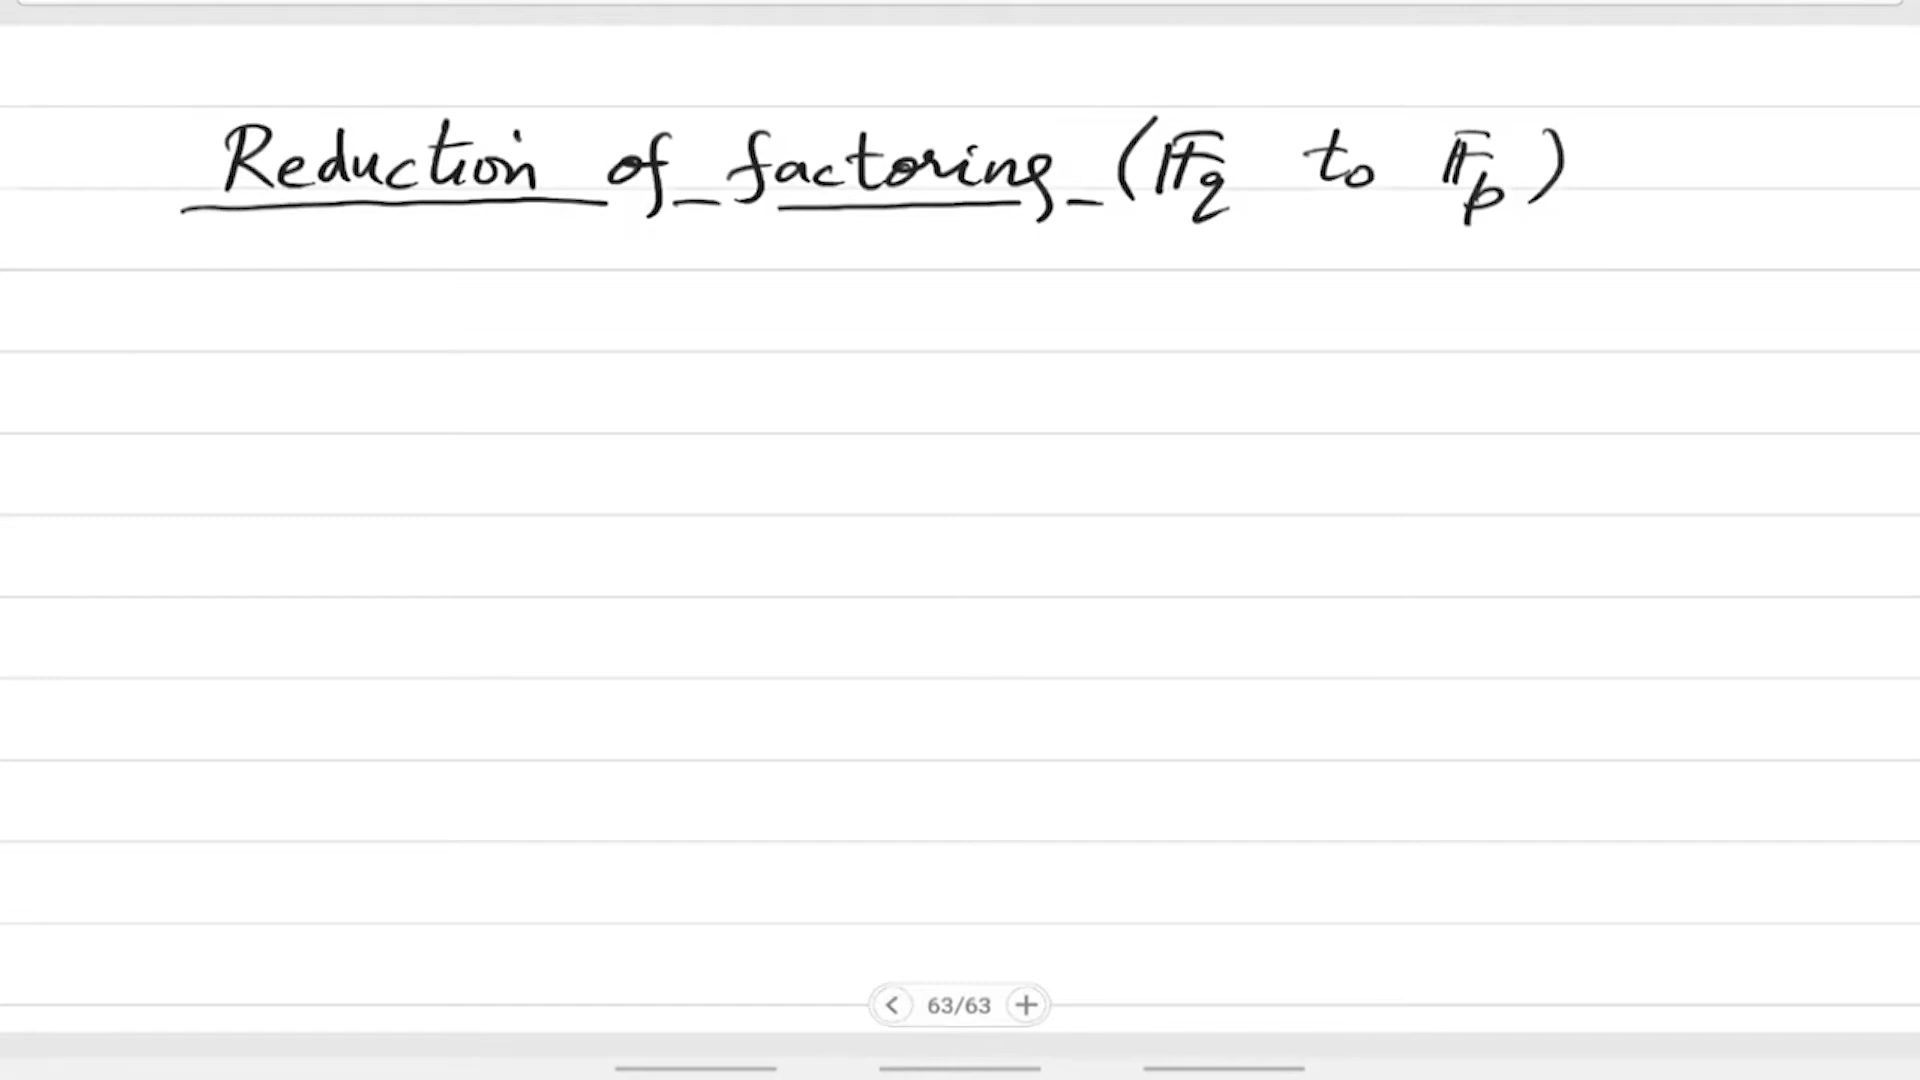 Reduction of factoring (𝔽q to 𝔽p)
63/63